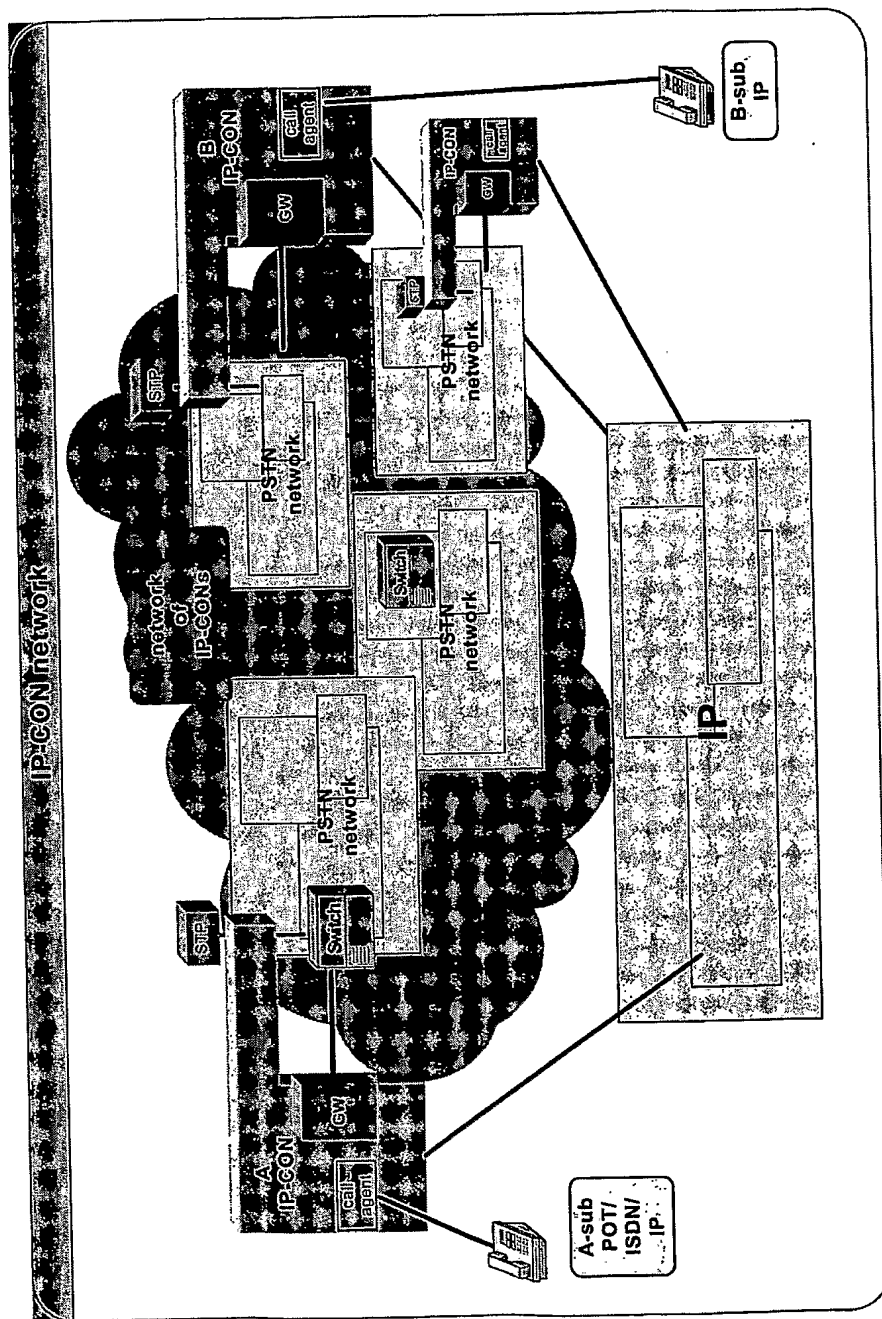 IP-CON network
A
IP-CON
call
agent
GW
STP
Switch
PSTN
network
network
of
IP-CONs
PSTN
network
Switch
PSTN
network
STP
B
IP-CON
call
agent
GW
PSTN
network
IP-CON
GW
IP
A-sub
POT/
ISDN/
IP
B-sub
IP